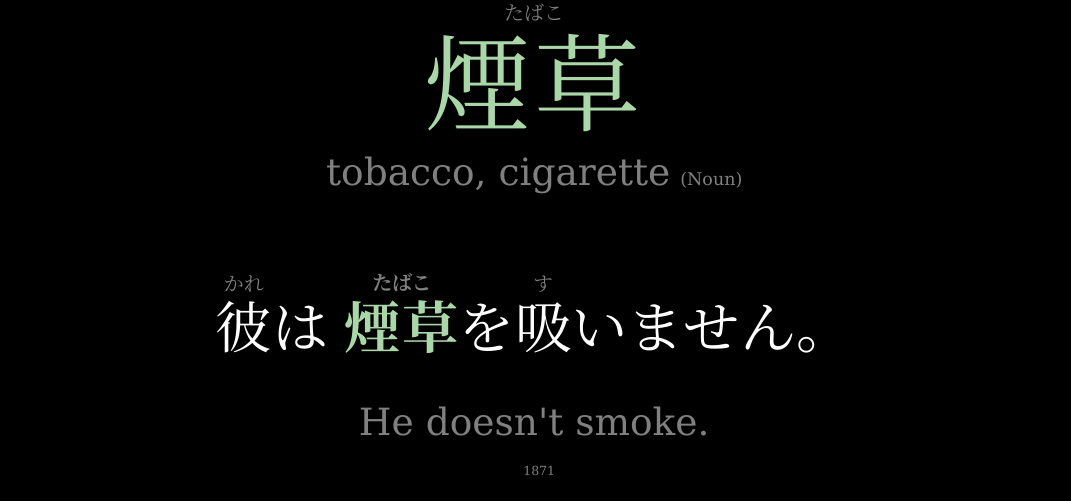 たばこ
煙草
tobacco, cigarette (Noun)
かれ たばこ す
彼は 煙草を吸いません。
He doesn't smoke.
1871